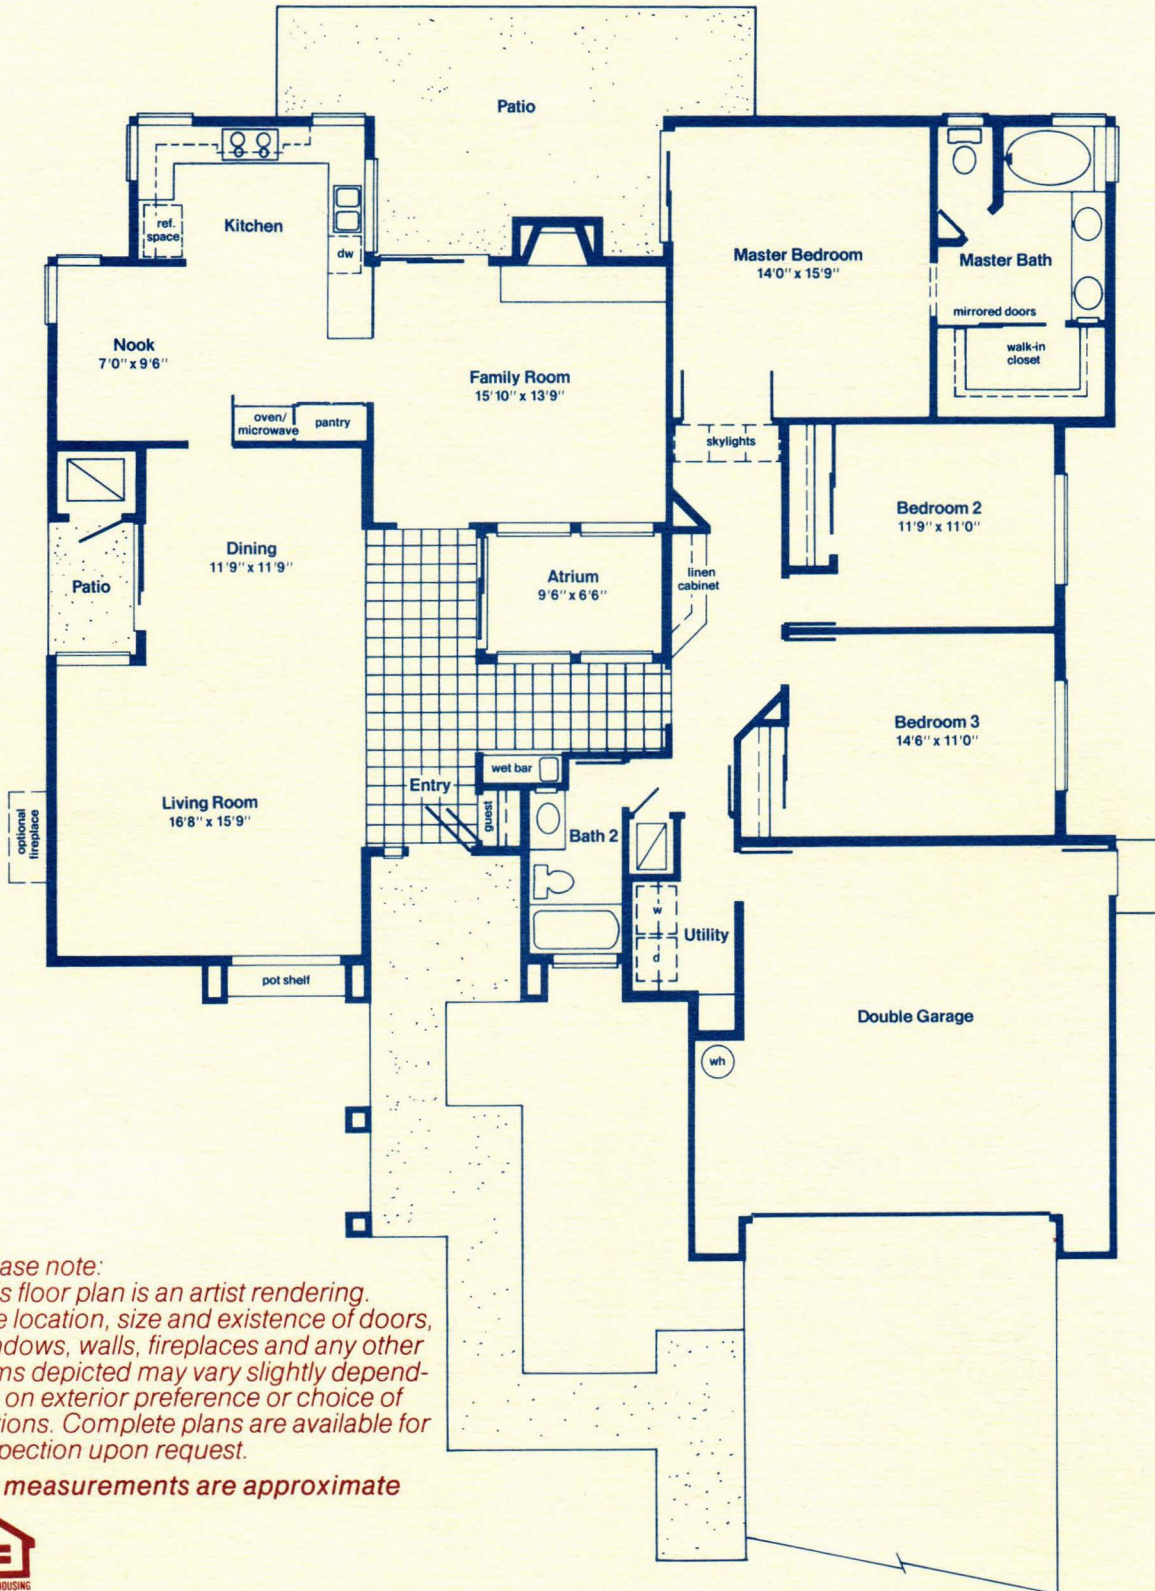 Patio
Kitchen
ref.
space
dw
Master Bedroom
14'0" x 15'9"
Master Bath
mirrored doors
walk-in
closet
Nook
7'0" x 9'6"
Family Room
15'10" x 13'9"
oven/
microwave
pantry
skylights
Bedroom 2
11'9" x 11'0"
Dining
11'9" x 11'9"
Patio
Atrium
9'6" x 6'6"
linen
cabinet
Bedroom 3
14'6" x 11'0"
wet bar
Entry
guest
Living Room
16'8" x 15'9"
optional
fireplace
Bath 2
w
d
Utility
pot shelf
Double Garage
wh
ase note:
s floor plan is an artist rendering.
e location, size and existence of doors,
ndows, walls, fireplaces and any other
ms depicted may vary slightly depend-
on exterior preference or choice of
tions. Complete plans are available for
pection upon request.
measurements are approximate
HOUSING